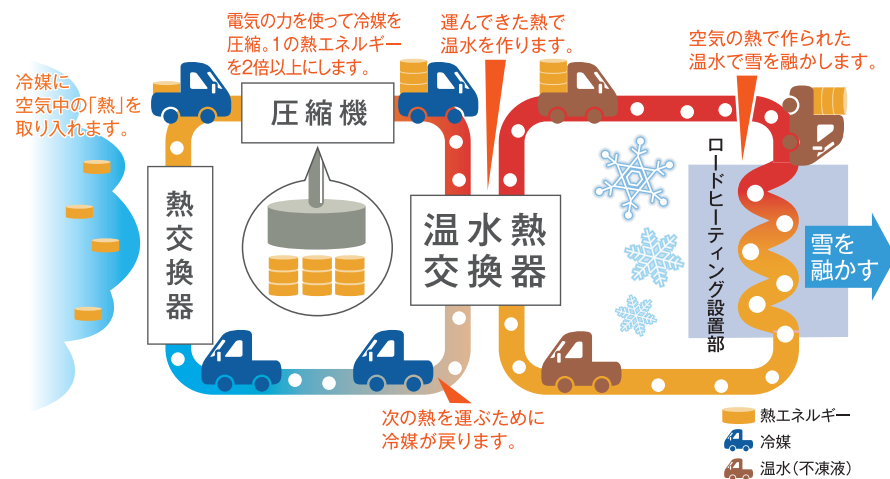 冷媒に
空気中の「熱」を
取り入れます。
電気の力を使って冷媒を
圧縮。1の熱エネルギー
を2倍以上にします。
運んできた熱で
温水を作ります。
空気の熱で作られた
温水で雪を融かします。
圧縮機
熱交換器
温水熱
交換器
ロードヒーティング設置部
雪を
融かす
次の熱を運ぶために
冷媒が戻ります。
熱エネルギー
冷媒
温水（不凍液）